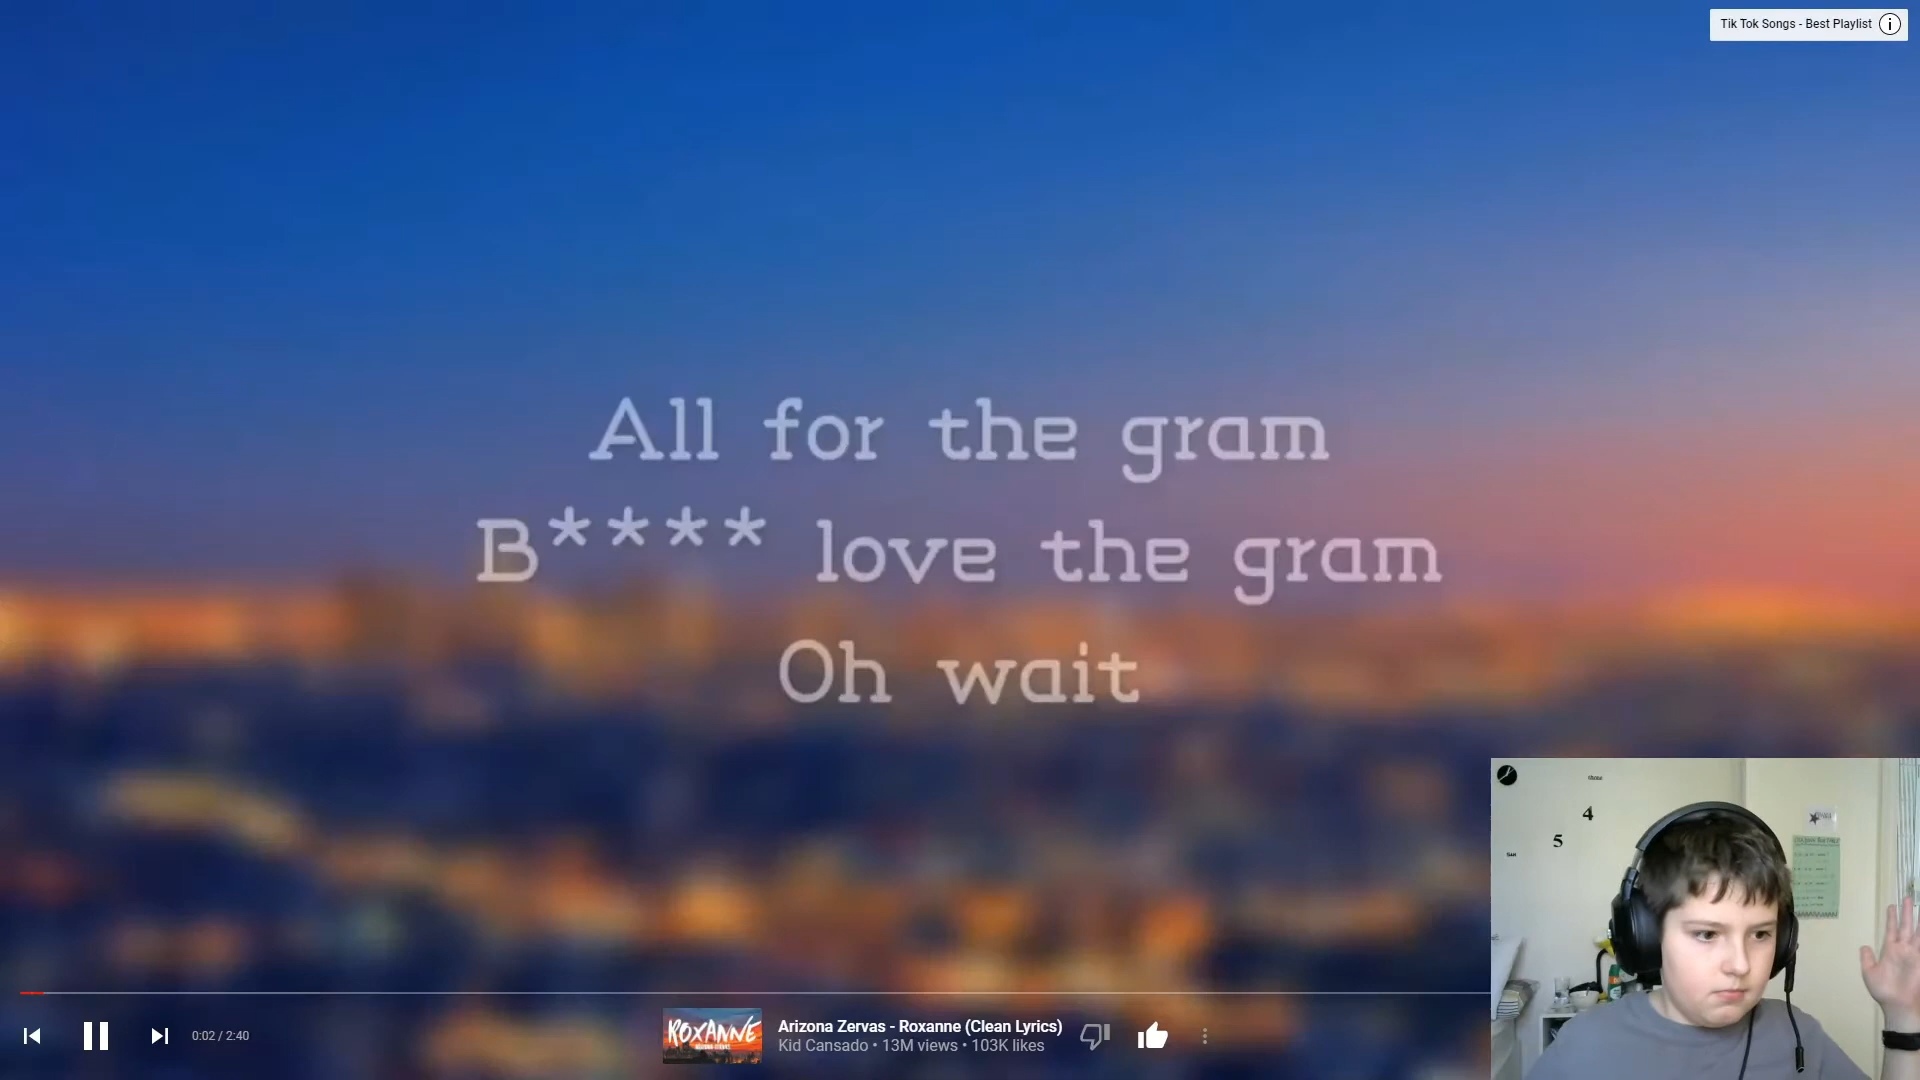 Tik Tok Songs - Best Playlist
All for the gram
B**** love the gram
Oh wait
4
5
0:02 / 2:40
ROXANNE
Arizona Zervas - Roxanne (Clean Lyrics)
Kid Cansado • 13M views • 103K likes